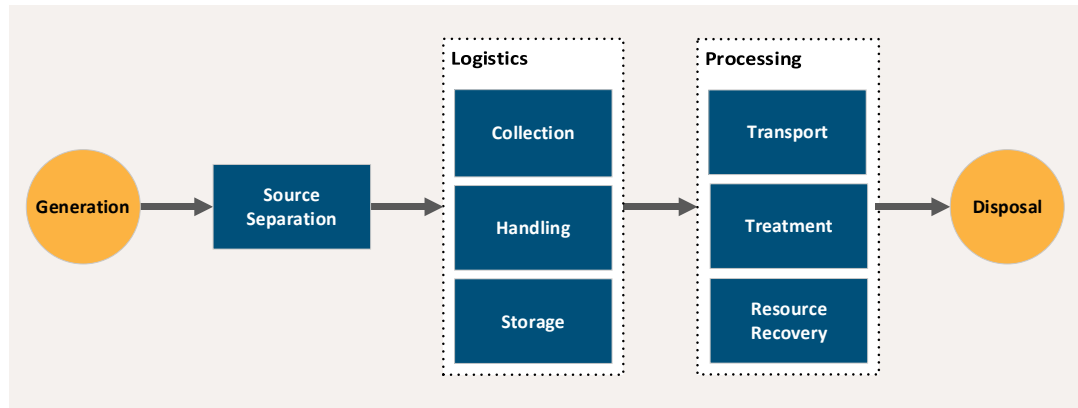 Generation
Source
Separation
Logistics
Collection
Handling
Storage
Processing
Transport
Treatment
Resource
Recovery
Disposal